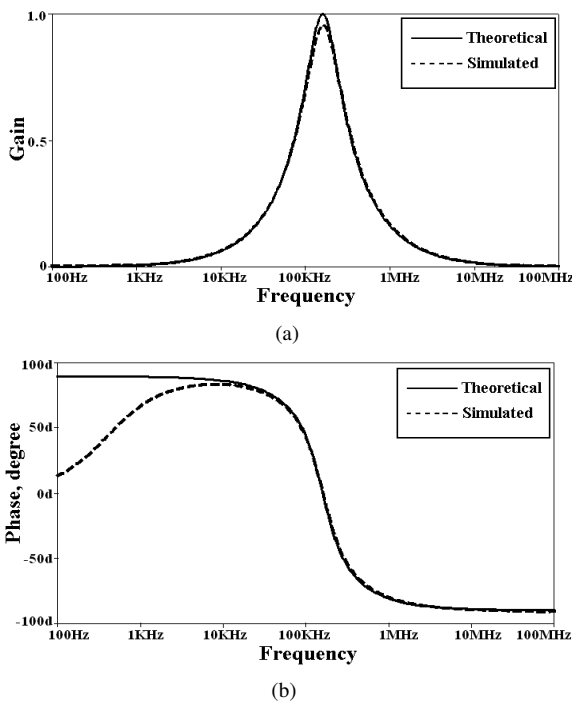 1.0
Theoretical
Simulated
Gain
0.5
0
100Hz 1KHz 10KHz 100KHz 1MHz 10MHz 100MHz
Frequency
(a)
100d
Theoretical
Simulated
50d
Phase, degree
0d
-50d
-100d
100Hz 1KHz 10KHz 100KHz 1MHz 10MHz 100MHz
Frequency
(b)